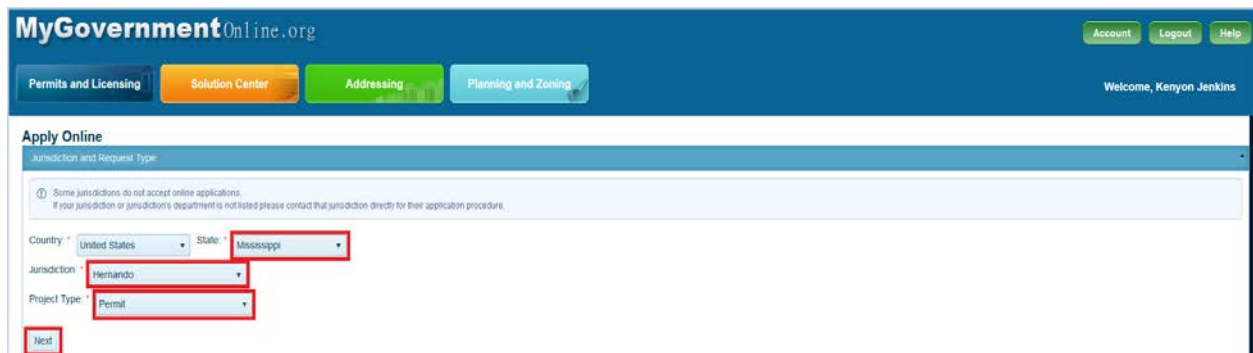 MyGovernmentOnline.org
Account Logout Help
Permits and Licensing Solution Center Addressing Planning and Zoning Welcome, Kenyon Jenkins
Apply Online
Jurisdiction and Request Type
Some jurisdictions do not accept online applications.
If your jurisdiction or jurisdiction's department is not listed please contact that jurisdiction directly for their application procedure.
Country: * United States State: * Mississippi
Jurisdiction * Hernando
Project Type: * Permit
Next